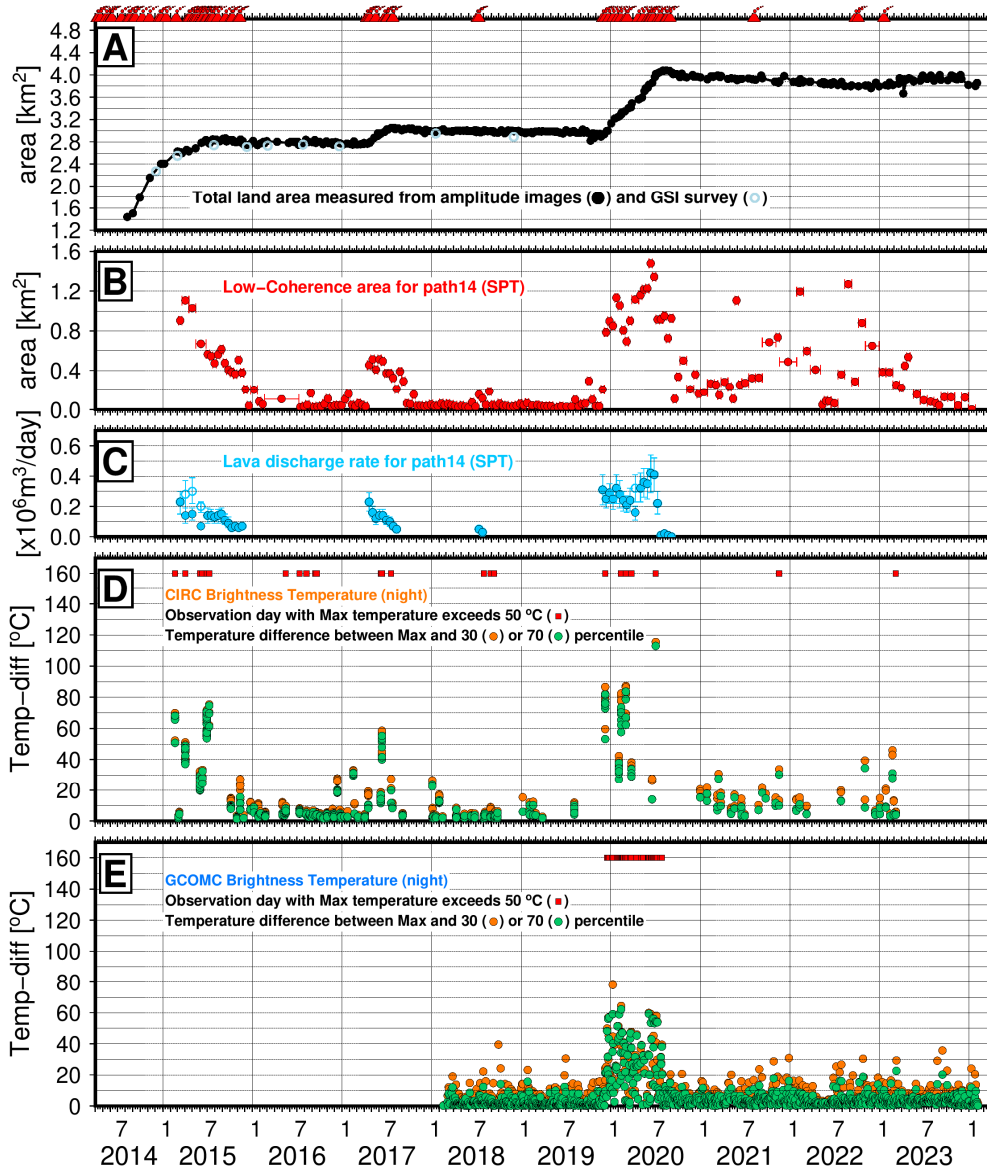 A
area [km2]
4.8
4.4
4.0
3.6
3.2
2.8
2.4
2.0
1.6
1.2
Total land area measured from amplitude images (●) and GSI survey (○)
B
area [km2]
1.6
1.2
0.8
0.4
0.0
Low−Coherence area for path14 (SPT)
C
[x106m3/day]
0.6
0.4
0.2
0.0
Lava discharge rate for path14 (SPT)
D
Temp−diff [ºC]
160
140
120
100
80
60
40
20
0
CIRC Brightness Temperature (night)
Observation day with Max temperature exceeds 50 ºC (■)
Temperature difference between Max and 30 (●) or 70 (●) percentile
E
Temp−diff [ºC]
160
140
120
100
80
60
40
20
0
GCOMC Brightness Temperature (night)
Observation day with Max temperature exceeds 50 ºC (■)
Temperature difference between Max and 30 (●) or 70 (●) percentile
7 1 7 1 7 1 7 1 7 1 7 1 7 1 7 1 7 1 7 1
2014 2015 2016 2017 2018 2019 2020 2021 2022 2023